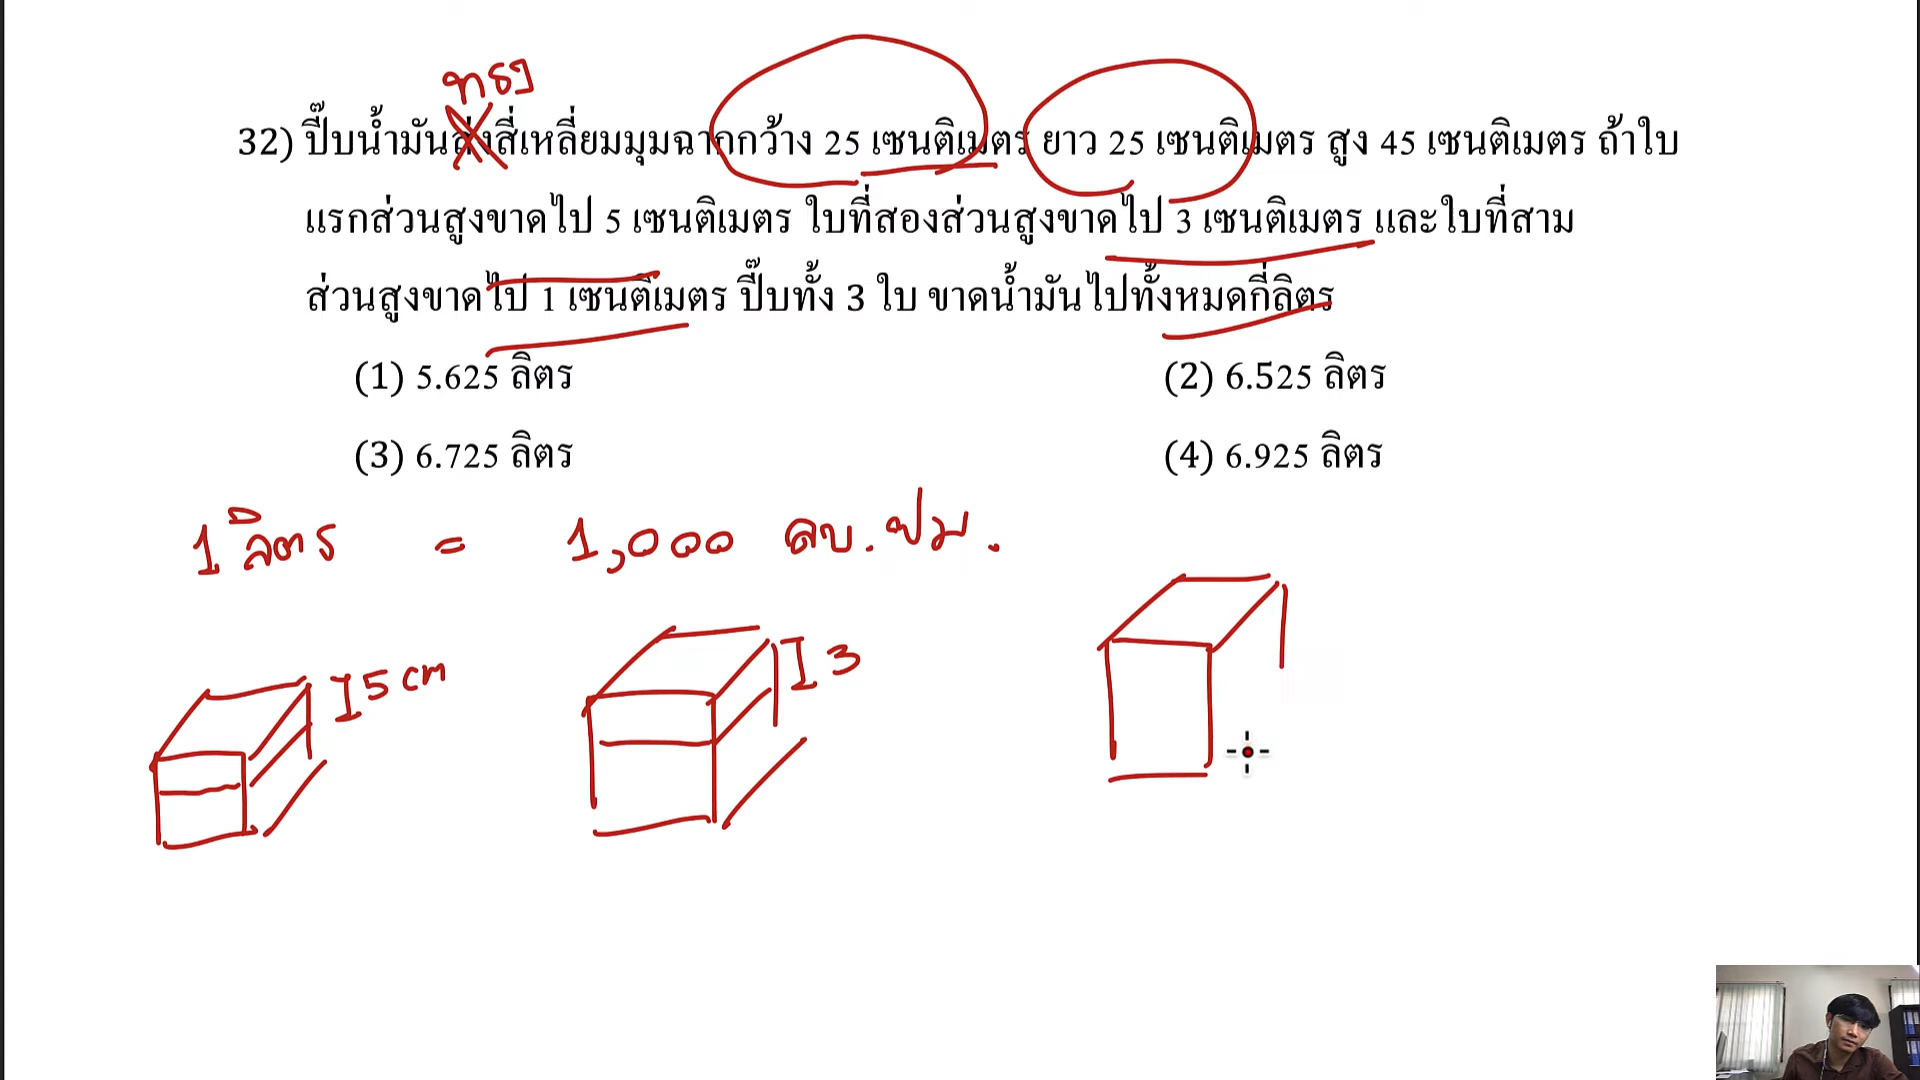 ทรง
32) ปี๊บน้ำมันส่งสี่เหลี่ยมมุมฉากกว้าง 25 เซนติเมตร ยาว 25 เซนติเมตร สูง 45 เซนติเมตร ถ้าใบ
แรกส่วนสูงขาดไป 5 เซนติเมตร ใบที่สองส่วนสูงขาดไป 3 เซนติเมตร และใบที่สาม
ส่วนสูงขาดไป 1 เซนติเมตร ปี๊บทั้ง 3 ใบ ขาดน้ำมันไปทั้งหมดกี่ลิตร
(1) 5.625 ลิตร (2) 6.525 ลิตร
(3) 6.725 ลิตร (4) 6.925 ลิตร
1 ลิตร = 1,000 ลบ.ซม.
5 cm 3